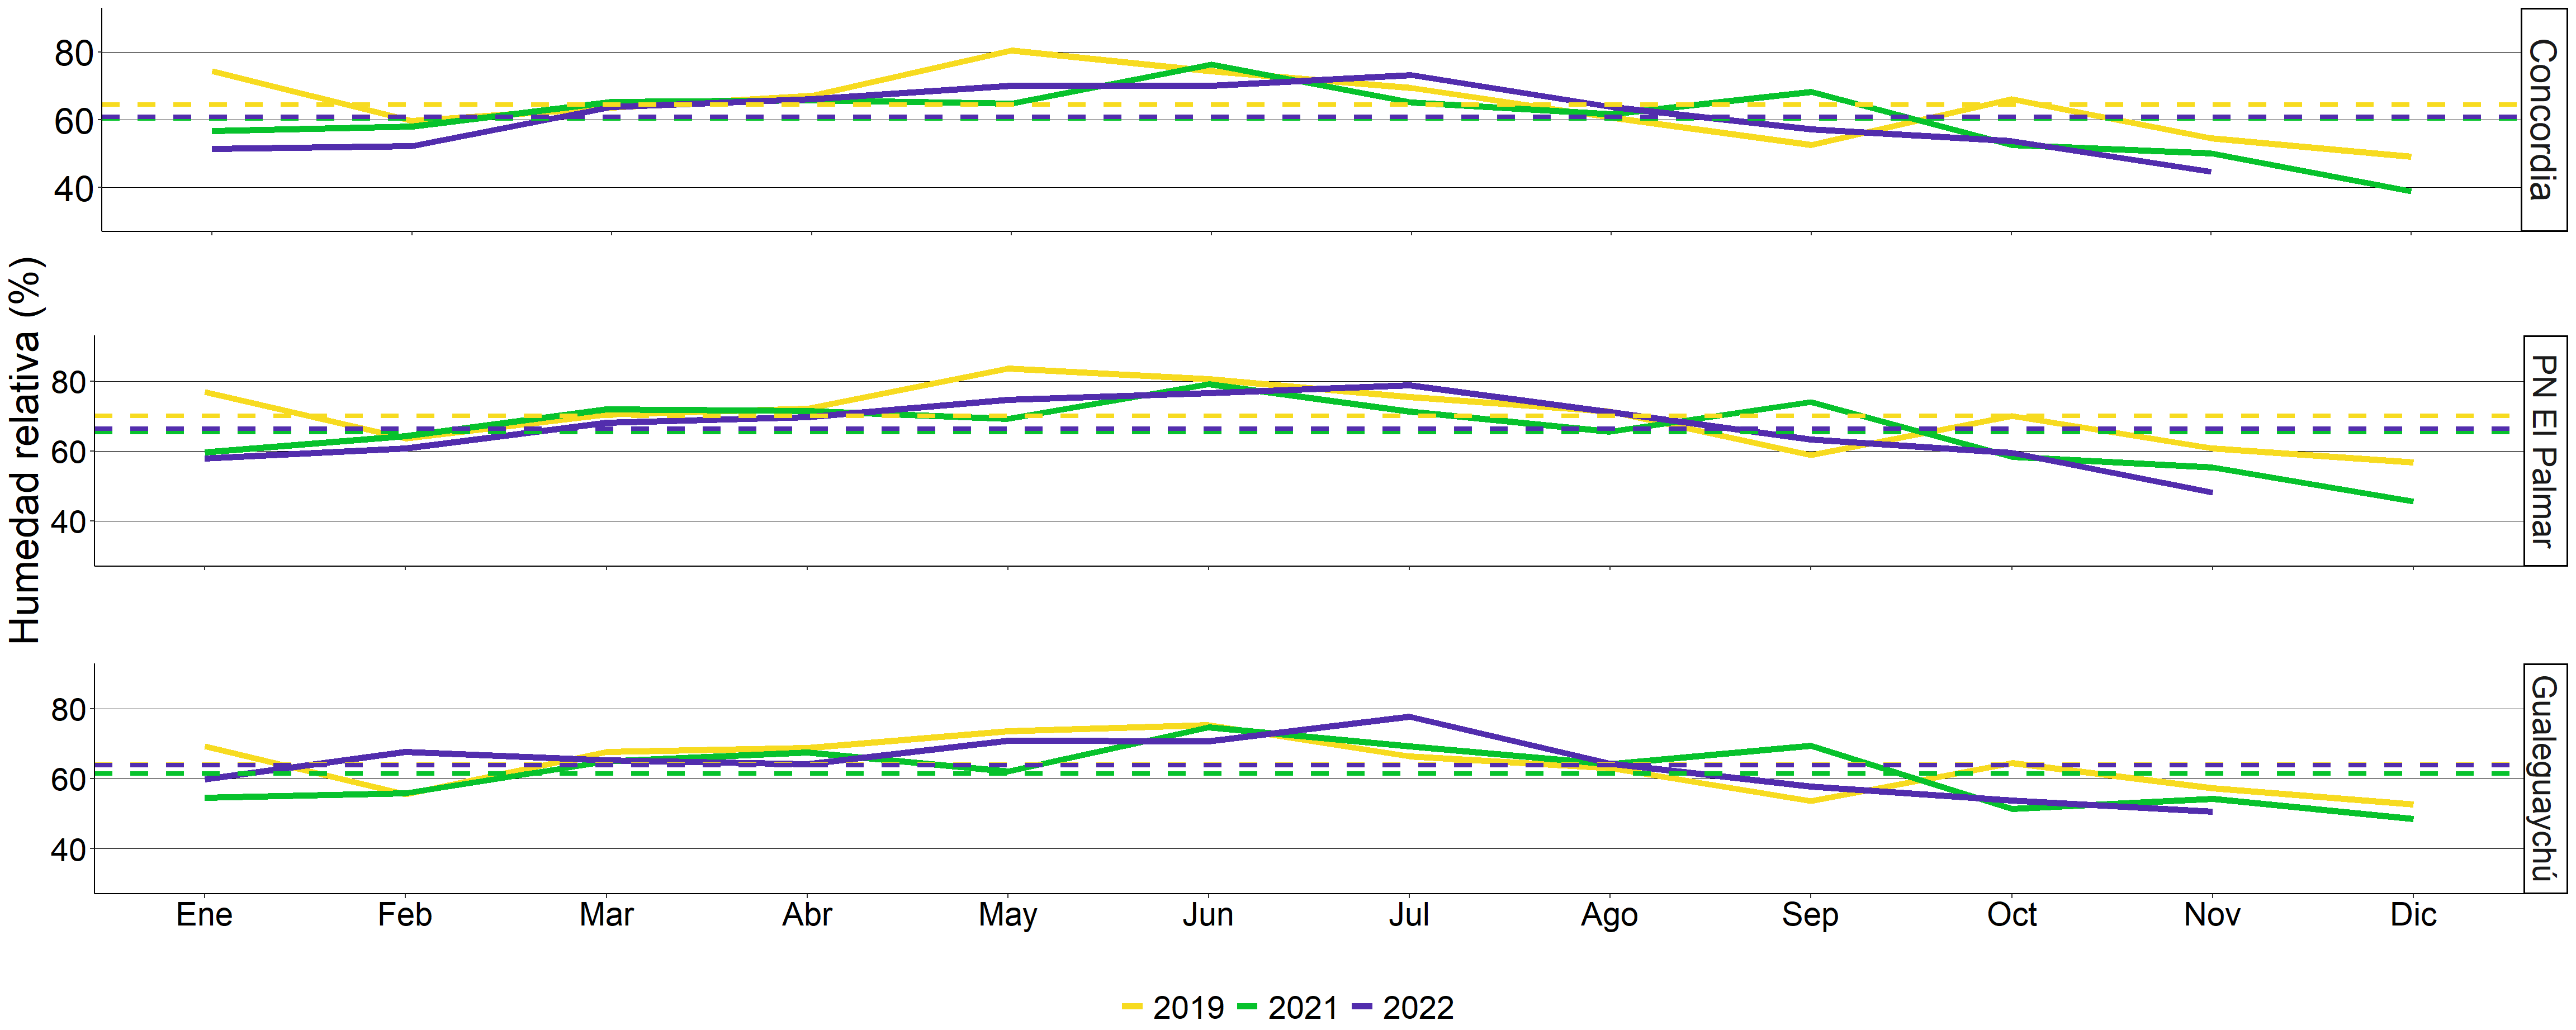 Humedad relativa (%)
80
60
40
Concordia
80
60
40
PN El Palmar
80
60
40
Gualeguaychú
Ene Feb Mar Abr May Jun Jul Ago Sep Oct Nov Dic
2019 2021 2022